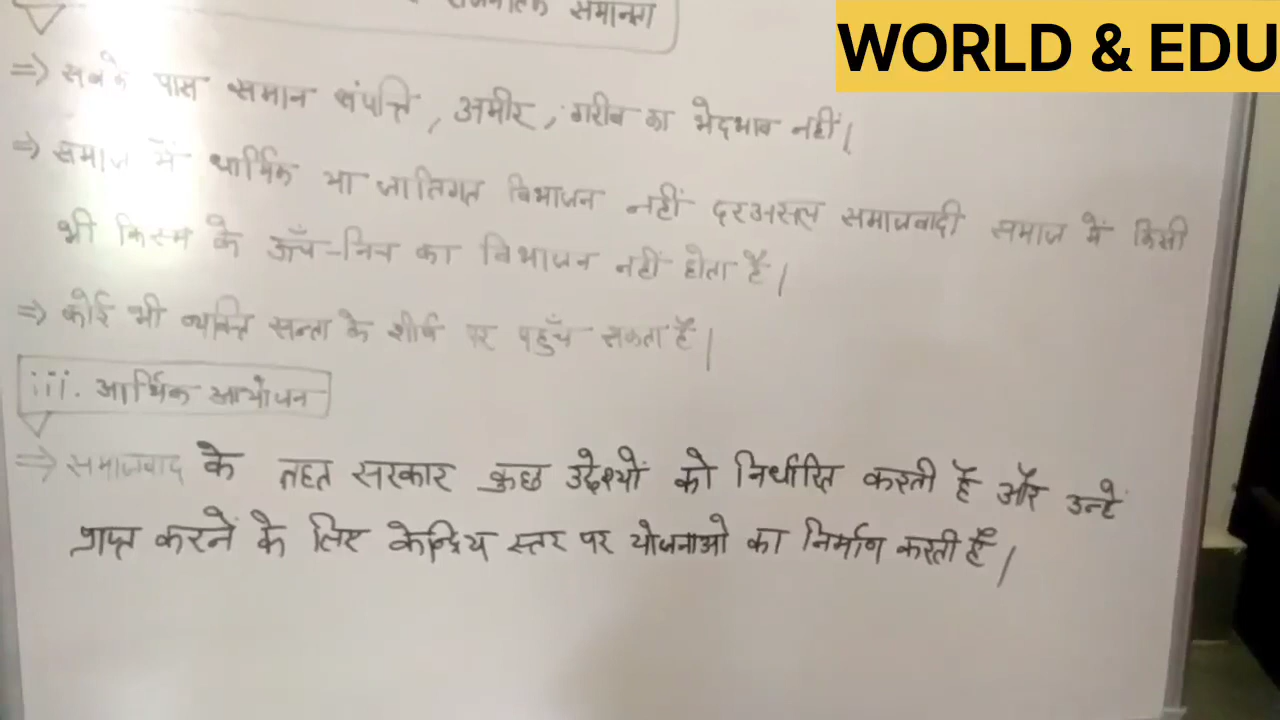 WORLD & EDU
समानता
=> सबके पास समान संपत्ति, अमीर, गरीब का भेदभाव नहीं।
=> समाज में धार्मिक या जातिगत विभाजन नहीं दरअसल समाजवादी समाज में किसी
भी किस्म के ऊँच-निच का विभाजन नहीं होता है।
=> कोई भी व्यक्ति सत्ता के शीर्ष पर पहुँच सकता है।
iii. आर्थिक आयोजन
=> समाजवाद के तहत सरकार कुछ उदेश्यों को निर्धारित करती है और उन्हें
प्राप्त करनें के लिए केन्द्रिय स्तर पर योजनाओ का निर्माण करती हैं।